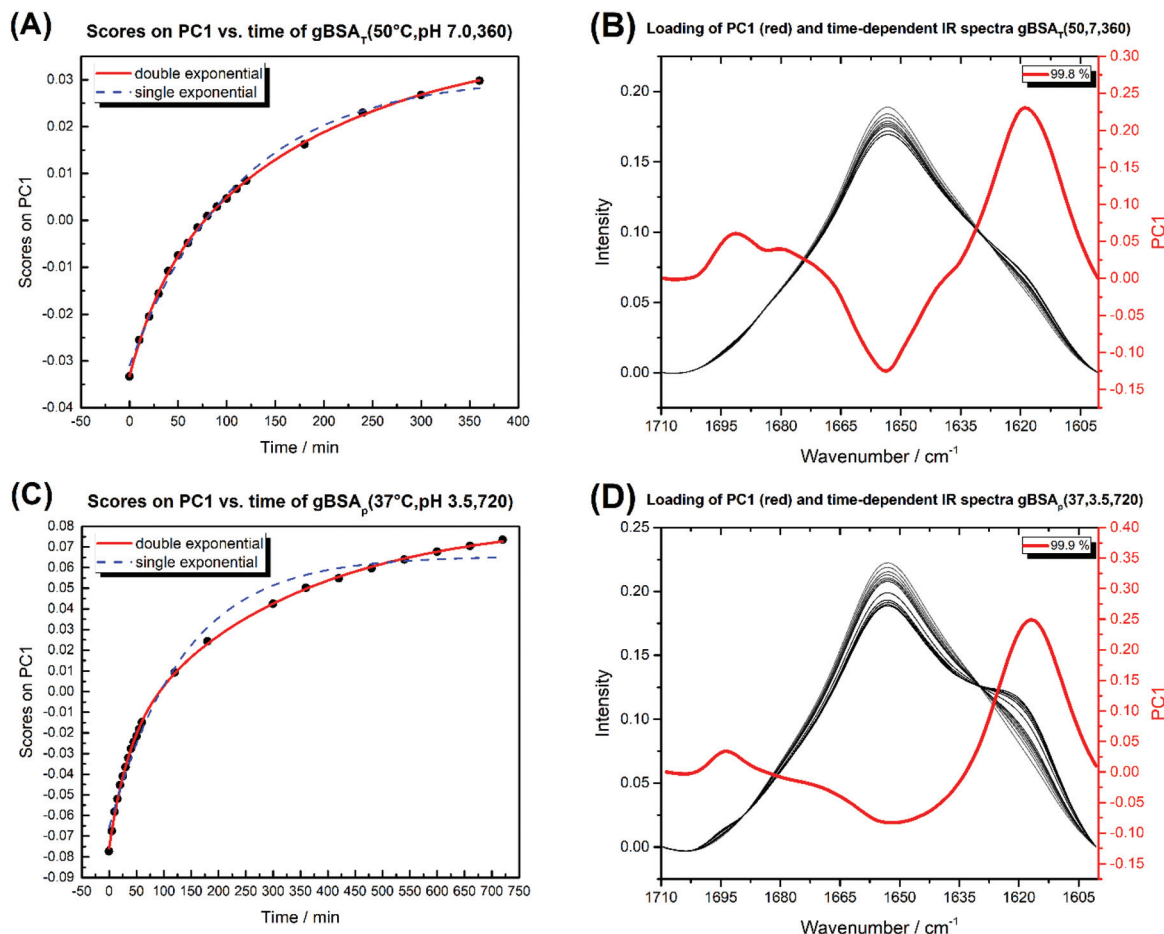 (A)
Scores on PC1 vs. time of gBSA_T(50°C,pH 7.0,360)
double exponential
single exponential
0.03
0.02
0.01
0.00
-0.01
-0.02
-0.03
-0.04
Scores on PC1
-50 0 50 100 150 200 250 300 350 400
Time / min
(B)
Loading of PC1 (red) and time-dependent IR spectra gBSA_T(50,7,360)
99.8 %
0.20
0.15
0.10
0.05
0.00
Intensity
0.30
0.25
0.20
0.15
0.10
0.05
0.00
-0.05
-0.10
-0.15
PC1
1710 1695 1680 1665 1650 1635 1620 1605
Wavenumber / cm⁻¹
(C)
Scores on PC1 vs. time of gBSA_p(37°C,pH 3.5,720)
double exponential
single exponential
0.08
0.07
0.06
0.05
0.04
0.03
0.02
0.01
0.00
-0.01
-0.02
-0.03
-0.04
-0.05
-0.06
-0.07
-0.08
-0.09
Scores on PC1
-50 0 50 100 150 200 250 300 350 400 450 500 550 600 650 700 750
Time / min
(D)
Loading of PC1 (red) and time-dependent IR spectra gBSA_p(37,3.5,720)
99.9 %
0.25
0.20
0.15
0.10
0.05
0.00
Intensity
0.40
0.35
0.30
0.25
0.20
0.15
0.10
0.05
0.00
-0.05
-0.10
-0.15
PC1
1710 1695 1680 1665 1650 1635 1620 1605
Wavenumber / cm⁻¹